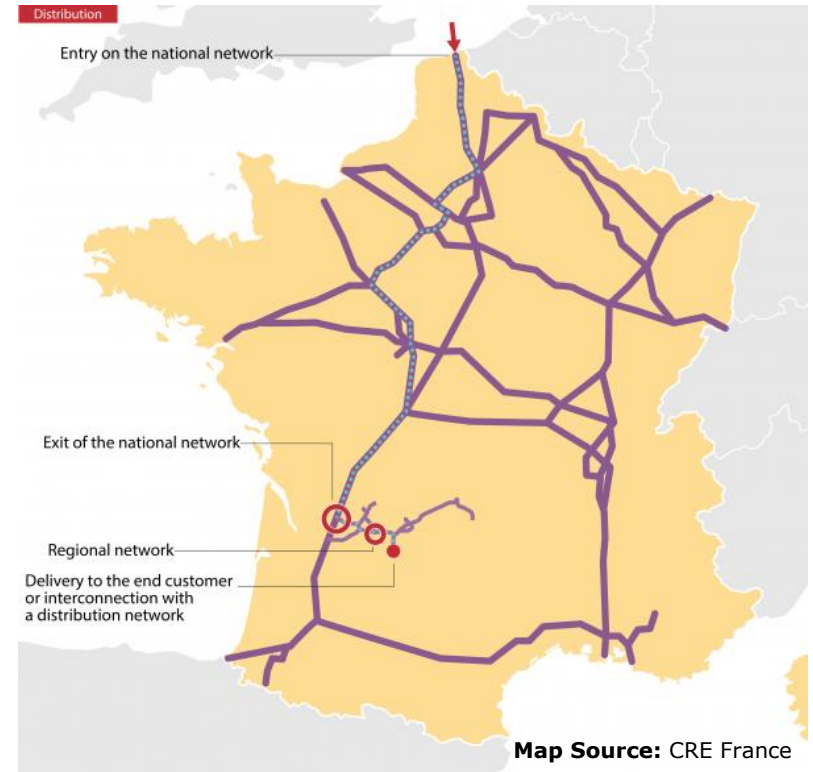 Distribution
Entry on the national network
Exit of the national network
Regional network
Delivery to the end customer
or interconnection with
a distribution network
Map Source: CRE France